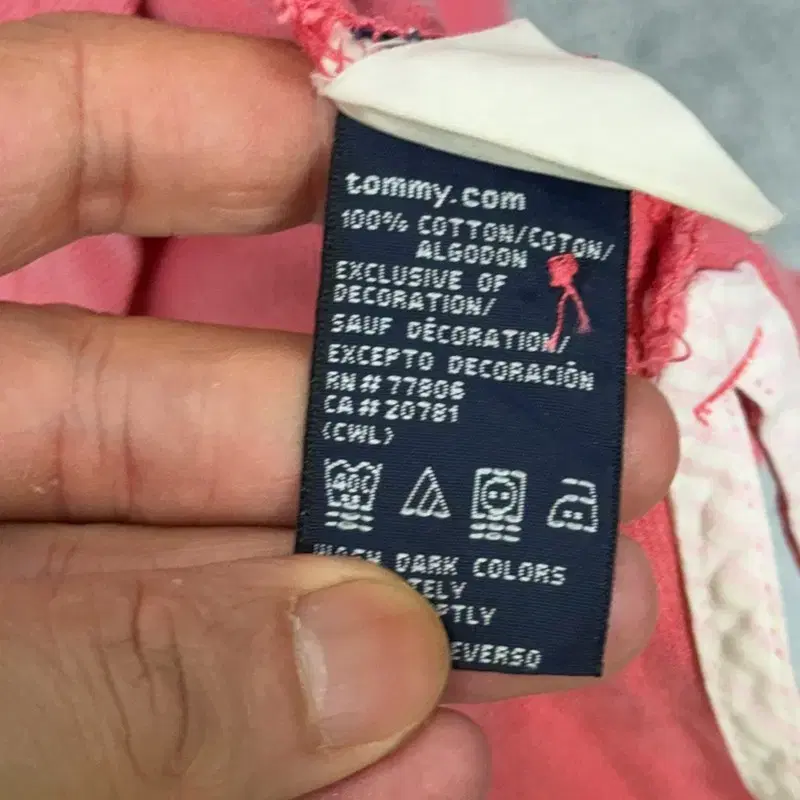 tommy.com
100% COTTON/COTON/
ALGODON
EXCLUSIVE OF
DECORATION/
SAUF DÉCORATION/
EXCEPTO DECORACIÓN
RN#77806
CA#20781
(CWL)
40C
DARK COLORS